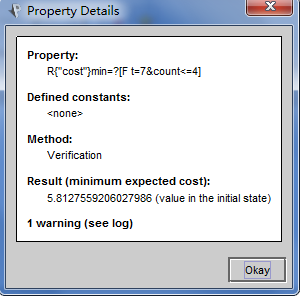 Property Details
Property:
R{"cost"}min=?[F t=7&count<=4]
Defined constants:
<none>
Method:
Verification
Result (minimum expected cost):
5.8127559206027986 (value in the initial state)
1 warning (see log)
Okay